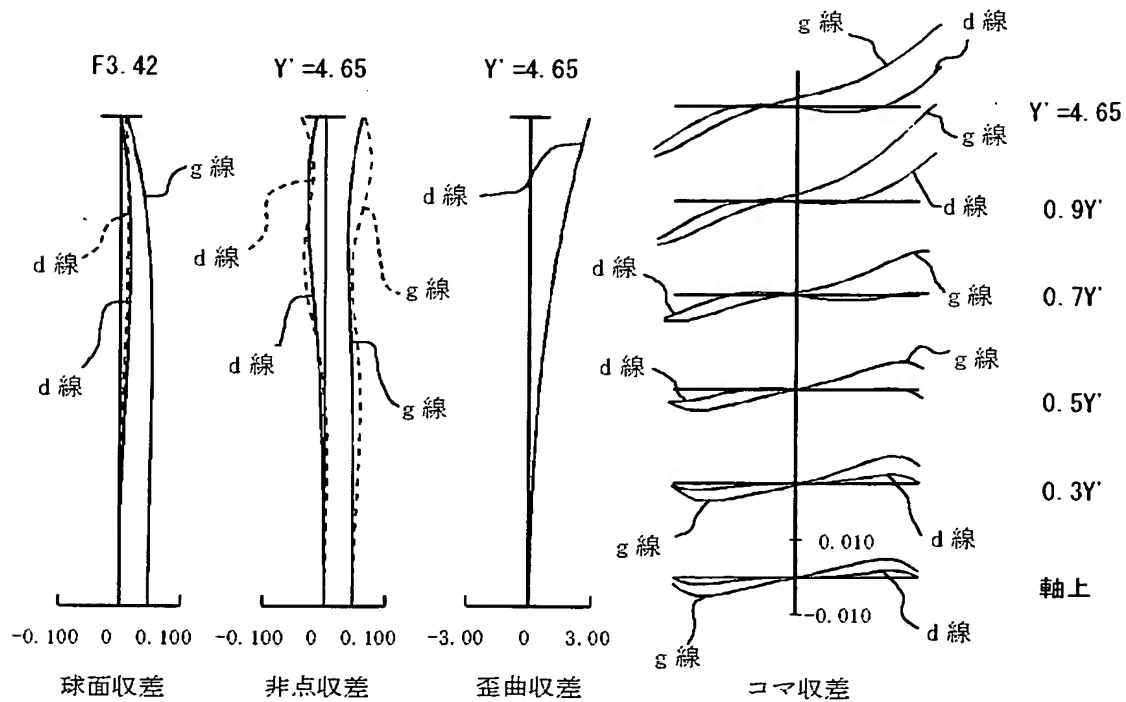 F3.42
g 線
d 線
d 線
-0.100 0 0.100
球面収差
Y'=4.65
d 線
g 線
d 線
g 線
-0.100 0 0.100
非点収差
Y'=4.65
d 線
-3.00 0 3.00
歪曲収差
g 線
d 線
Y'=4.65
g 線
d 線
0.9Y'
d 線
g 線
0.7Y'
d 線
g 線
0.5Y'
0.3Y'
g 線
d 線
0.010
軸上
-0.010
g 線
d 線
コマ収差